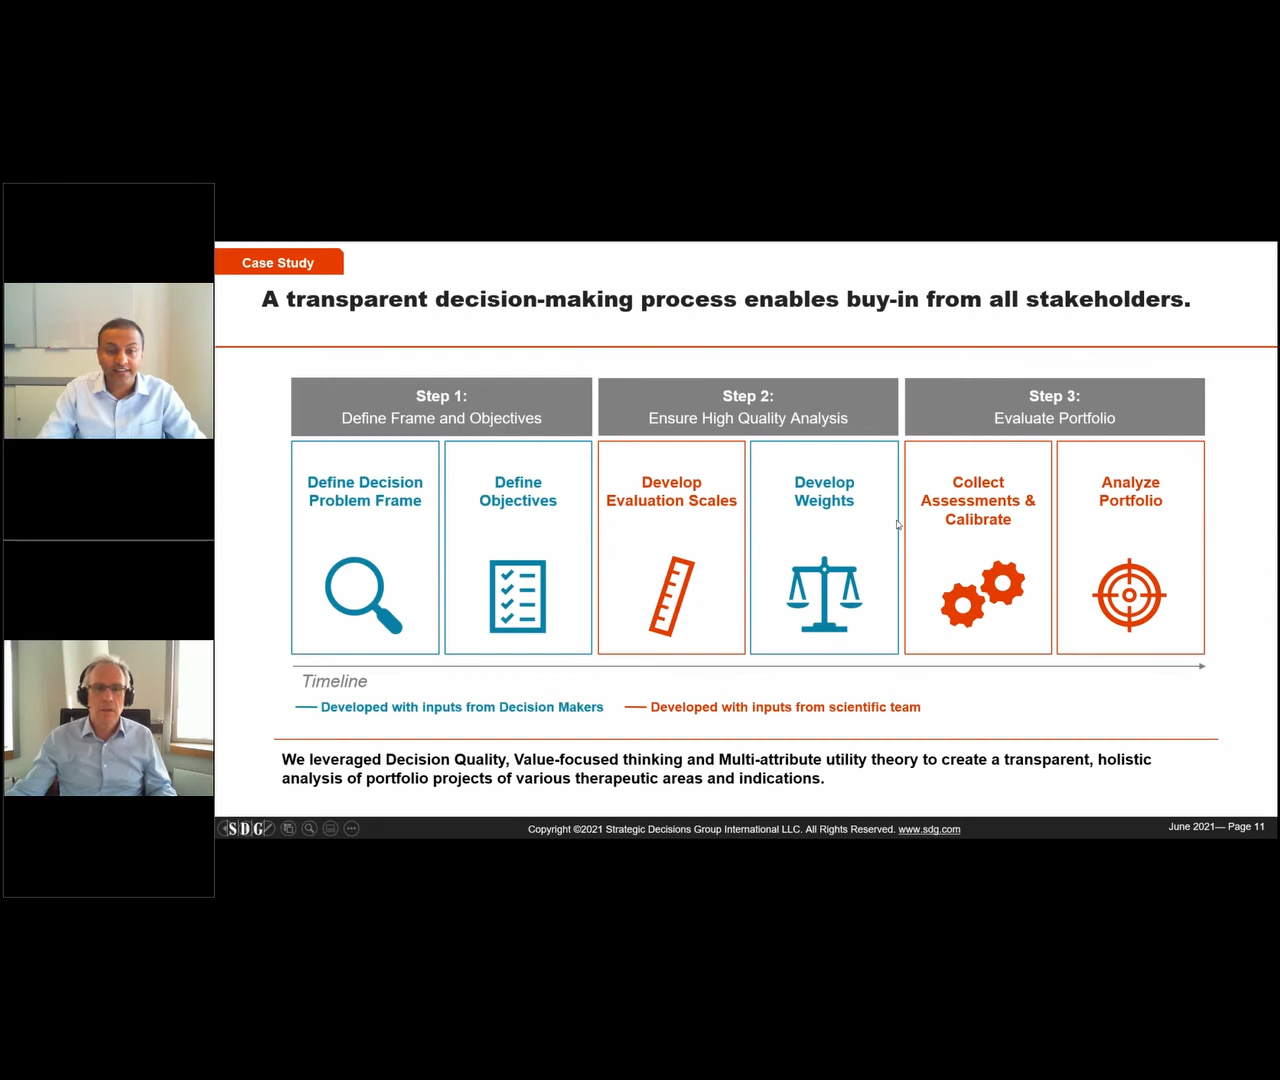 Case Study
A transparent decision-making process enables buy-in from all stakeholders.
Step 1:
Define Frame and Objectives
Step 2:
Ensure High Quality Analysis
Step 3:
Evaluate Portfolio
Define Decision
Problem Frame
Define
Objectives
Develop
Evaluation Scales
Develop
Weights
Collect
Assessments &
Calibrate
Analyze
Portfolio
Timeline
Developed with inputs from Decision Makers
Developed with inputs from scientific team
We leveraged Decision Quality, Value-focused thinking and Multi-attribute utility theory to create a transparent, holistic
analysis of portfolio projects of various therapeutic areas and indications.
SDG
Copyright ©2021 Strategic Decisions Group International LLC. All Rights Reserved. www.sdg.com
June 2021— Page 11